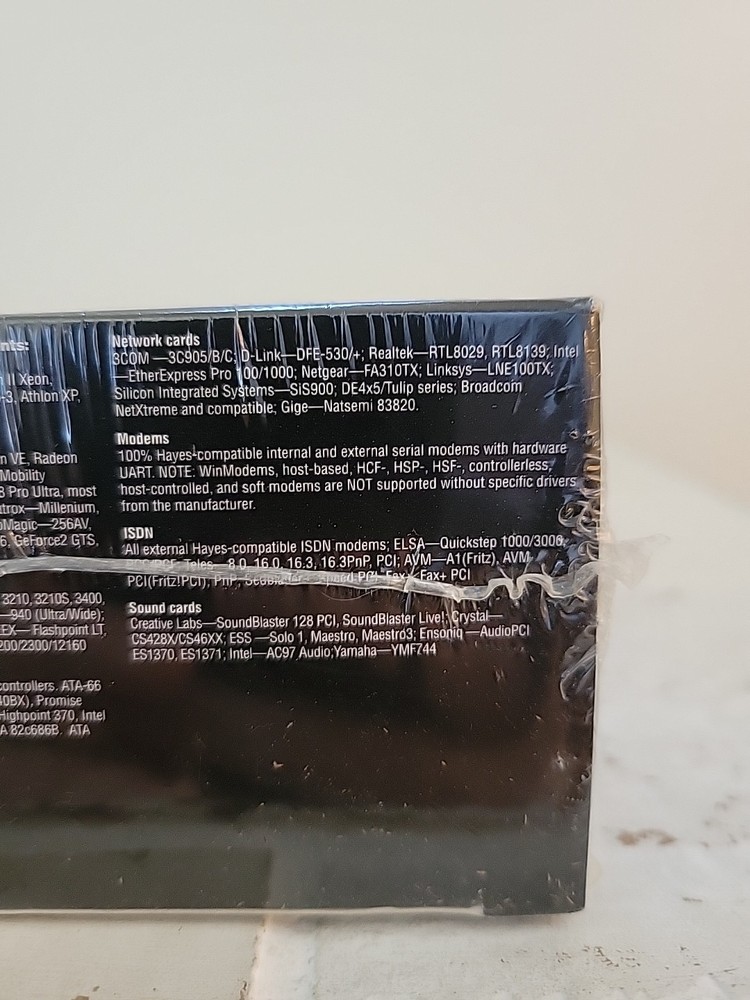 nts:
II Xeon,
-3, Athlon XP,
n VE, Radeon
Mobility
8 Pro Ultra, most
trox—Millenium,
oMagic—256AV,
6, GeForce2 GTS,
3210, 3210S, 3400,
—940 (Ultra/Wide);
EX— Flashpoint LT,
200/2300/12160
controllers. ATA-66
40BX), Promise
Highpoint 370, Intel
A 82c686B. ATA
Network cards
3COM —3C905/B/C; D-Link—DFE-530/+; Realtek—RTL8029, RTL8139; Intel
—EtherExpress Pro 100/1000; Netgear—FA310TX; Linksys—LNE100TX;
Silicon Integrated Systems—SiS900; DE4x5/Tulip series; Broadcom
NetXtreme and compatible; Gige—Natsemi 83820.
Modems
100% Hayes-compatible internal and external serial modems with hardware
UART. NOTE: WinModems, host-based, HCF-, HSP-, HSF-, controllerless,
host-controlled, and soft modems are NOT supported without specific drivers
from the manufacturer.
ISDN
All external Hayes-compatible ISDN modems; ELSA—Quickstep 1000/3000,
Teles—8.0, 16.0, 16.3, 16.3PnP, PCI; AVM—A1(Fritz), AVM
PCI(Fritz!PCI), PnP, Speed PCI, Fax+ PCI
Sound cards
Creative Labs—SoundBlaster 128 PCI, SoundBlaster Live!; Crystal—
CS428X/CS46XX; ESS —Solo 1, Maestro, Maestro3; Ensoniq —AudioPCI
ES1370, ES1371; Intel—AC97 Audio;Yamaha—YMF744